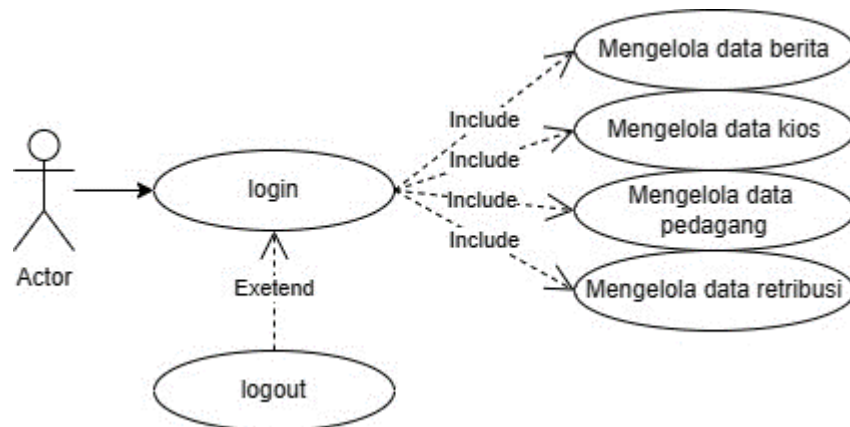 Mengelola data berita
Include
Mengelola data kios
Include
login
Include
Mengelola data
pedagang
Include
Actor
Exetend
Mengelola data retribusi
logout